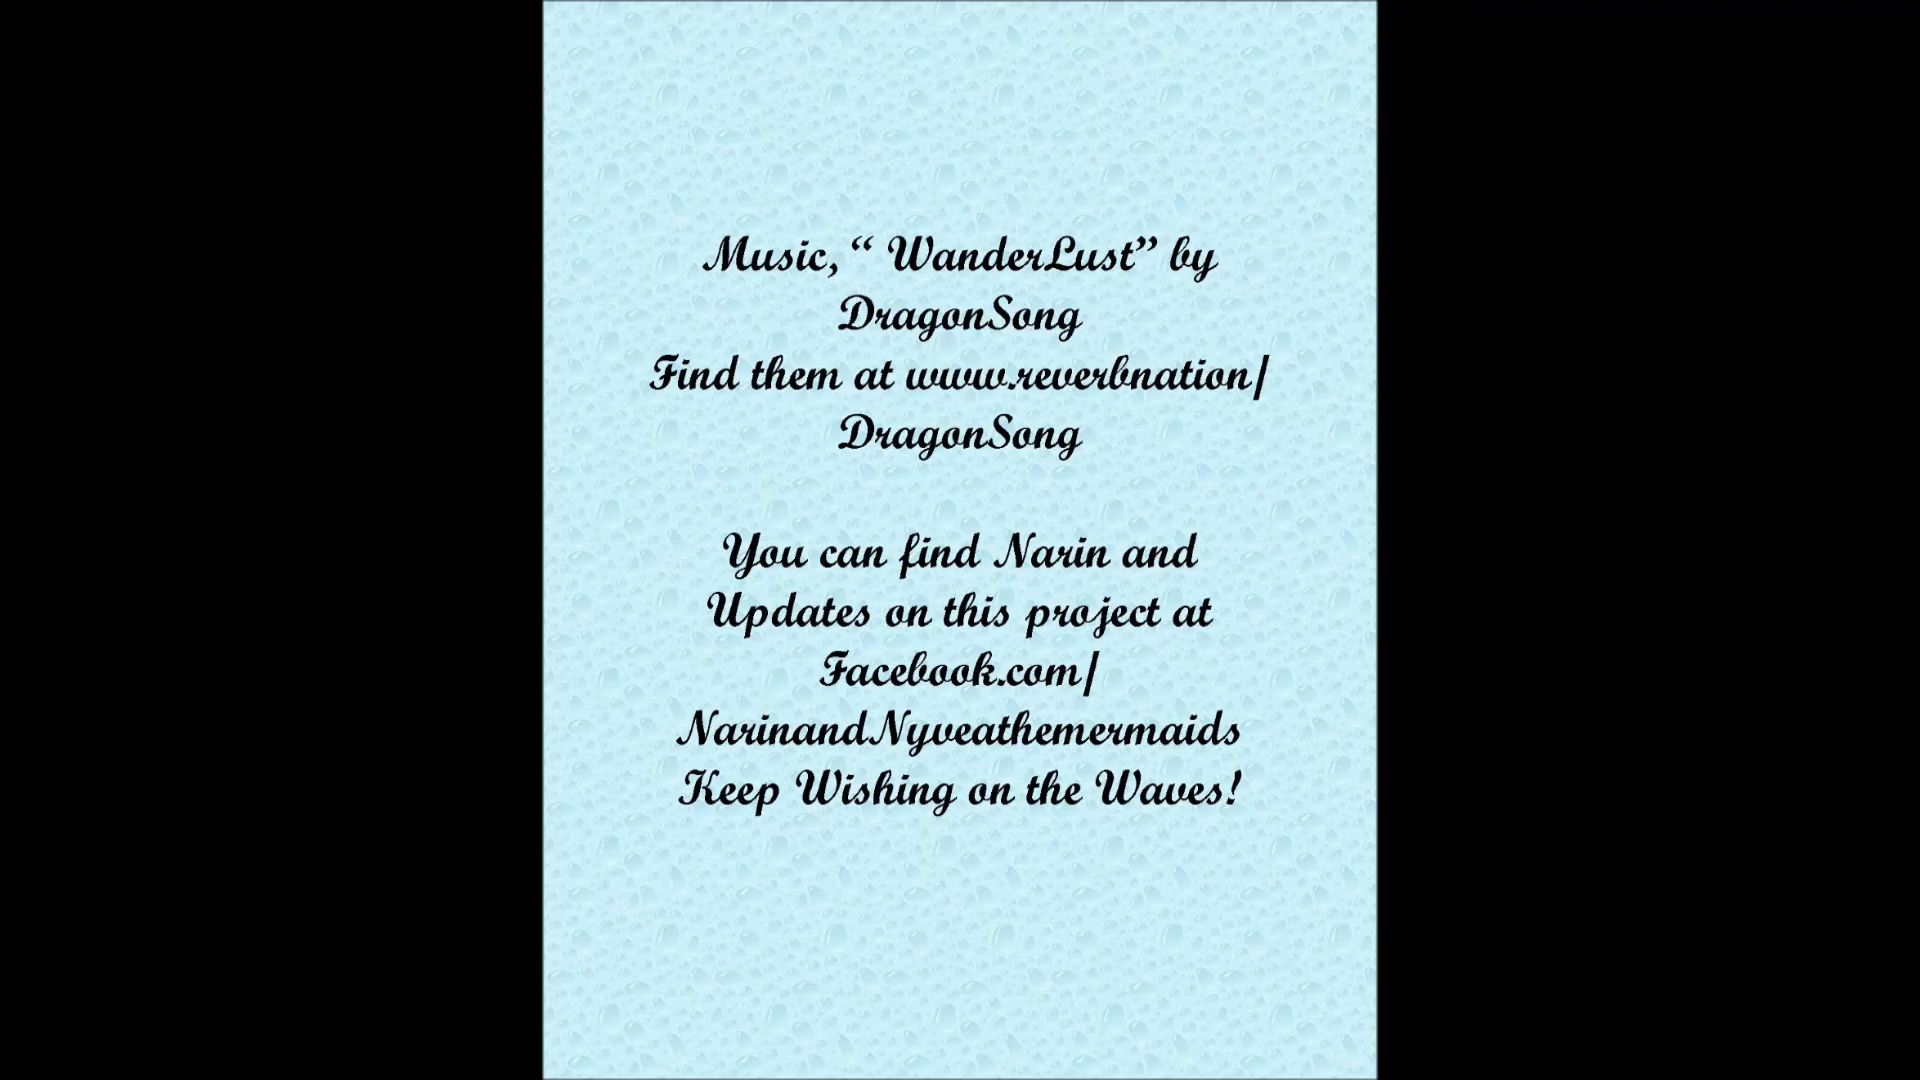 Music, “ WanderLust” by
DragonSong
Find them at www.reverbnation/
DragonSong
You can find Narin and
Updates on this project at
Facebook.com/
NarinandNyveathemermaids
Keep Wishing on the Waves!